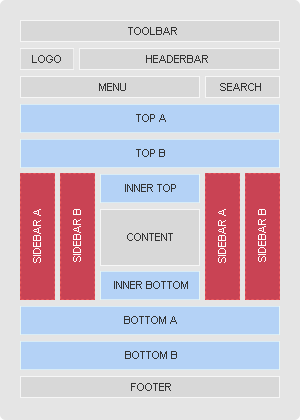 TOOLBAR
LOGO
HEADERBAR
MENU
SEARCH
TOP A
TOP B
SIDEBAR A
SIDEBAR B
INNER TOP
CONTENT
INNER BOTTOM
SIDEBAR A
SIDEBAR B
BOTTOM A
BOTTOM B
FOOTER